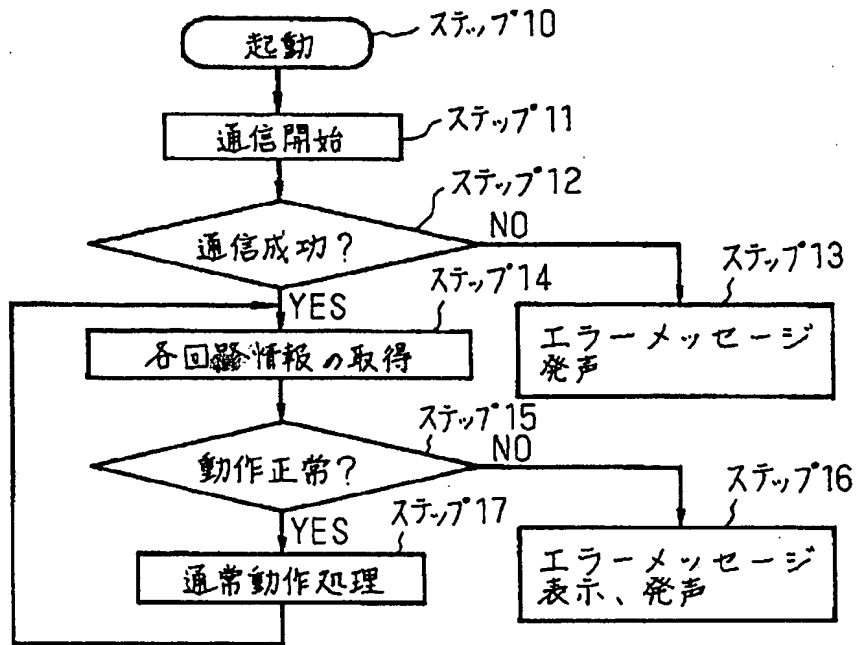 起動
ステップ10
通信開始
ステップ11
ステップ12
通信成功?
NO
YES
ステップ13
エラーメッセージ
発声
ステップ14
各回路情報の取得
ステップ15
動作正常?
NO
YES
ステップ16
エラーメッセージ
表示、発声
ステップ17
通常動作処理